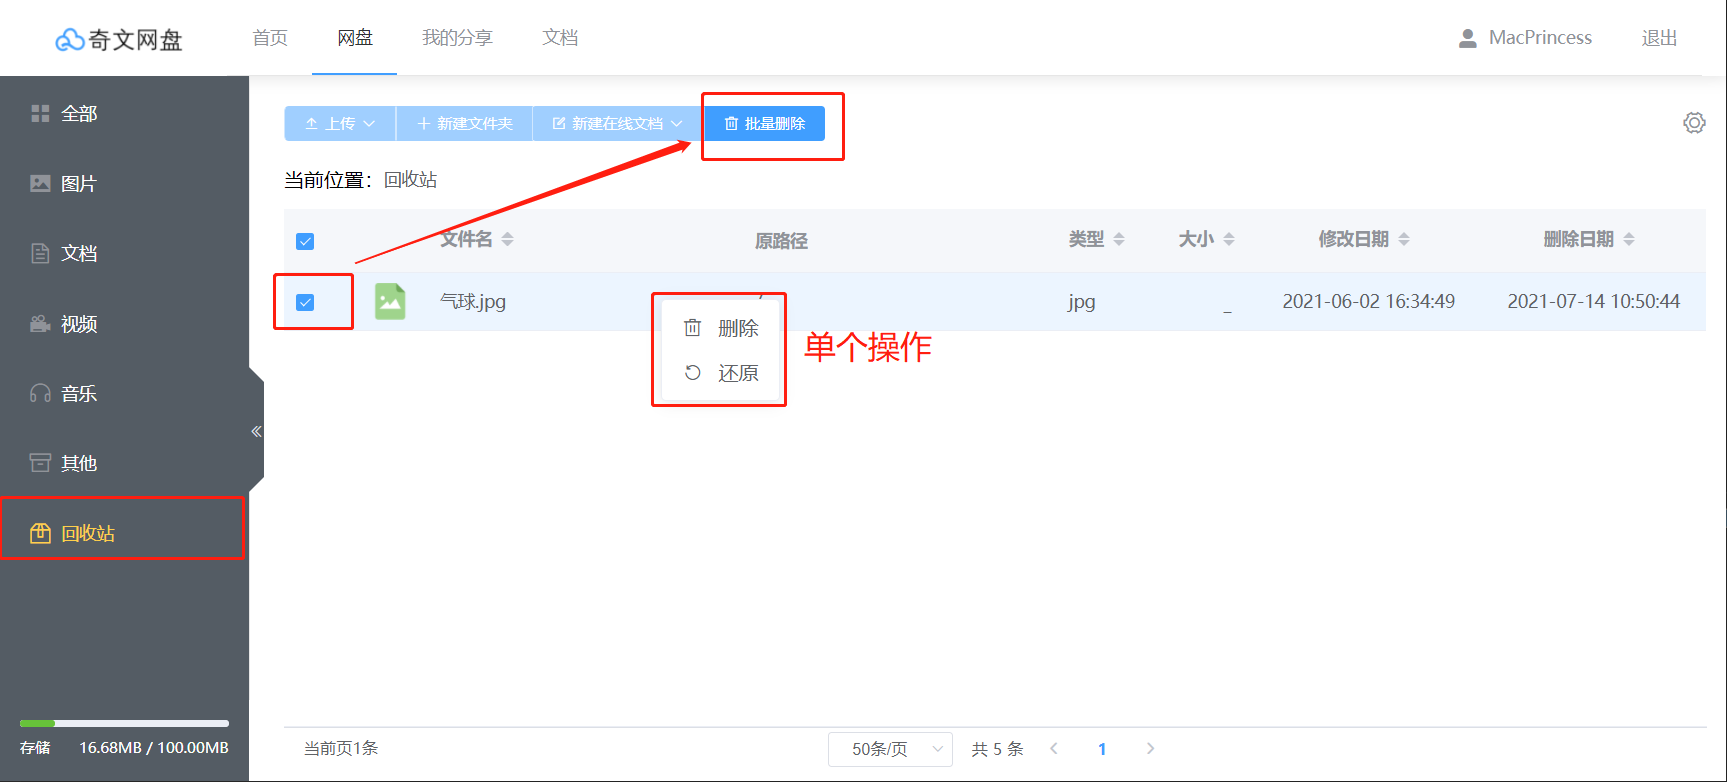 奇文网盘
首页 网盘 我的分享 文档
MacPrincess 退出
全部
图片
文档
视频
音乐
其他
回收站
存储 16.68MB / 100.00MB
上传 新建文件夹 新建在线文档 批量删除
当前位置： 回收站
文件名 原路径 类型 大小 修改日期 删除日期
气球.jpg / jpg _ 2021-06-02 16:34:49 2021-07-14 10:50:44
删除
还原
单个操作
当前页1条 50条/页 共 5 条 1